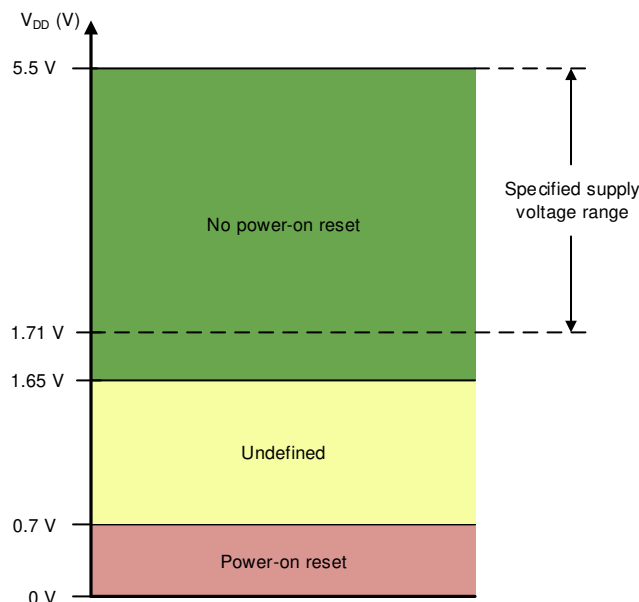 V_DD (V)
5.5 V
Specified supply
voltage range
No power-on reset
1.71 V
1.65 V
Undefined
0.7 V
Power-on reset
0 V